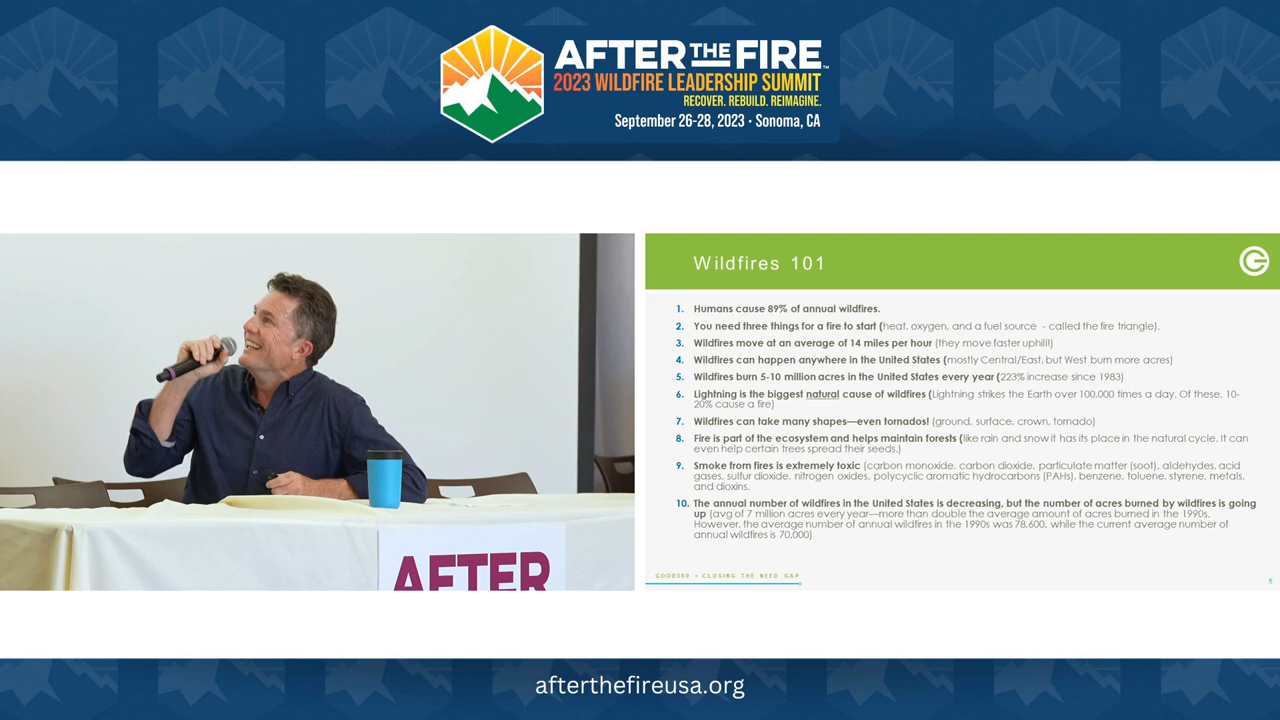 AFTER THE FIRE™
2023 WILDFIRE LEADERSHIP SUMMIT
RECOVER. REBUILD. REIMAGINE.
September 26-28, 2023 • Sonoma, CA
AFTER
Wildfires 101
1. Humans cause 89% of annual wildfires.
2. You need three things for a fire to start (heat, oxygen, and a fuel source - called the fire triangle).
3. Wildfires move at an average of 14 miles per hour (they move faster uphill!)
4. Wildfires can happen anywhere in the United States (mostly Central/East, but West burn more acres)
5. Wildfires burn 5-10 million acres in the United States every year (223% increase since 1983)
6. Lightning is the biggest natural cause of wildfires (Lightning strikes the Earth over 100,000 times a day. Of these, 10-
20% cause a fire)
7. Wildfires can take many shapes—even tornados! (ground, surface, crown, tornado)
8. Fire is part of the ecosystem and helps maintain forests (like rain and snow it has its place in the natural cycle. It can
even help certain trees spread their seeds.)
9. Smoke from fires is extremely toxic (carbon monoxide, carbon dioxide, particulate matter (soot), aldehydes, acid
gases, sulfur dioxide, nitrogen oxides, polycyclic aromatic hydrocarbons (PAHs), benzene, toluene, styrene, metals,
and dioxins.
10. The annual number of wildfires in the United States is decreasing, but the number of acres burned by wildfires is going
up (avg of 7 million acres every year—more than double the average amount of acres burned in the 1990s.
However, the average number of annual wildfires in the 1990s was 78,600, while the current average number of
annual wildfires is 70,000)
GOOD360 • CLOSING THE NEED GAP
5
afterthefireusa.org